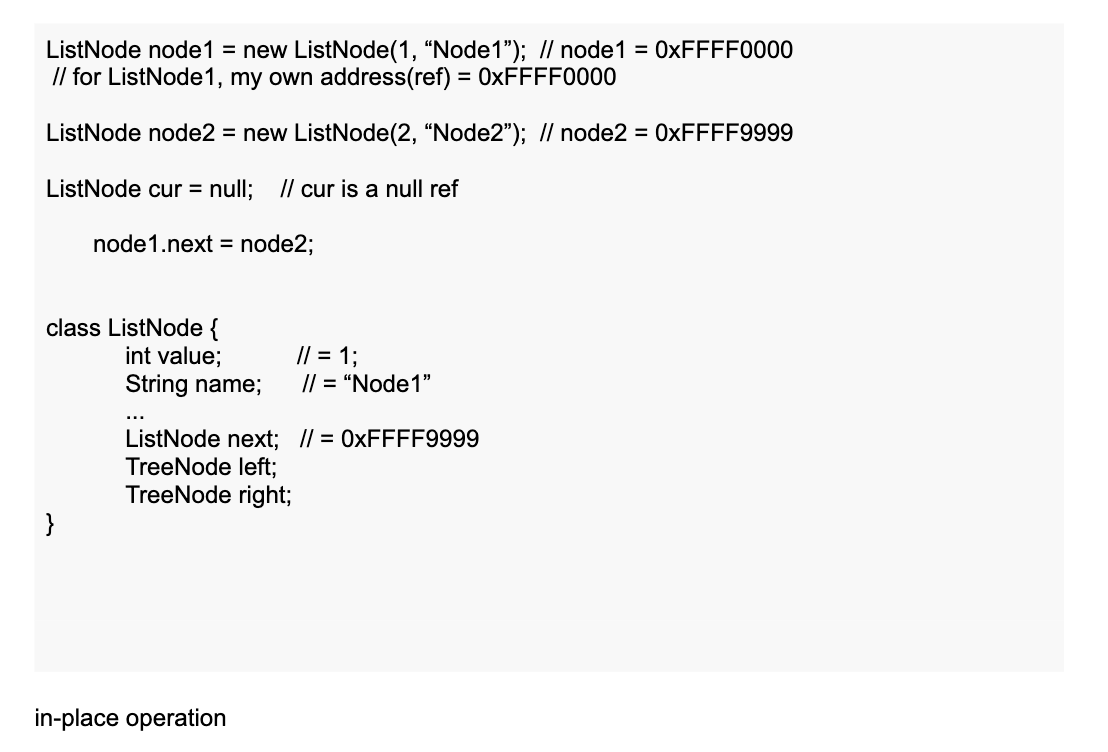 ListNode node1 = new ListNode(1, “Node1”);  // node1 = 0xFFFF0000
// for ListNode1, my own address(ref) = 0xFFFF0000
ListNode node2 = new ListNode(2, “Node2”);  // node2 = 0xFFFF9999
ListNode cur = null;    // cur is a null ref
node1.next = node2;
class ListNode {
int value;           // = 1;
String name;      // = “Node1”
...
ListNode next;   // = 0xFFFF9999
TreeNode left;
TreeNode right;
}
in-place operation